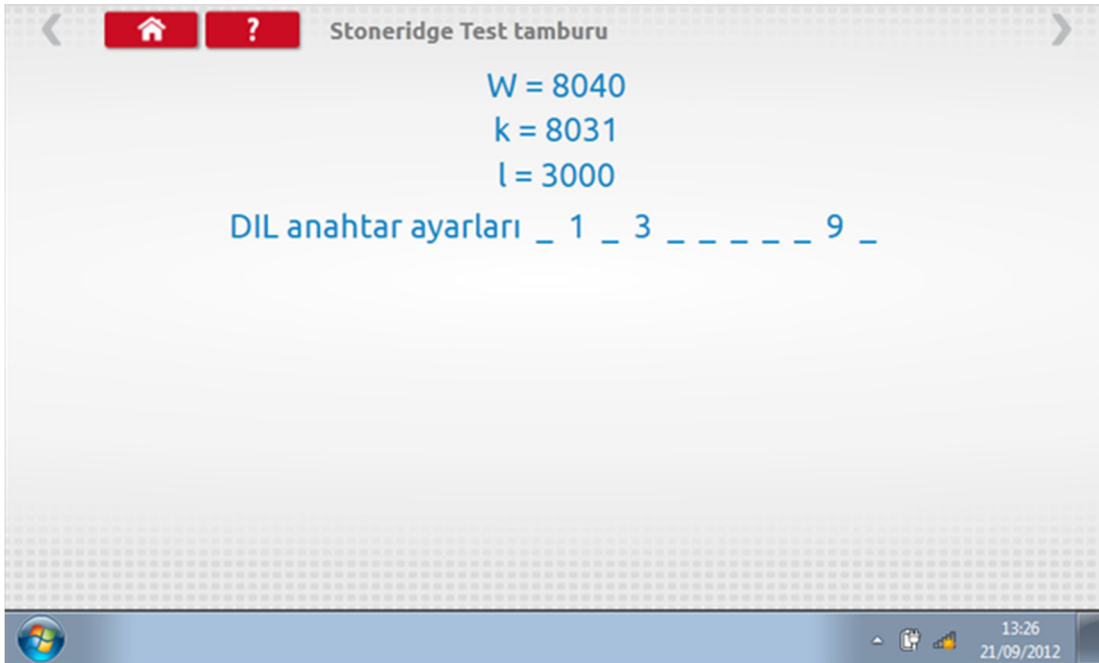 ? Stoneridge Test tamburu
W = 8040
k = 8031
l = 3000
DIL anahtar ayarları _ 1 _ 3 _ _ _ _ _ 9 _
13:26
21/09/2012